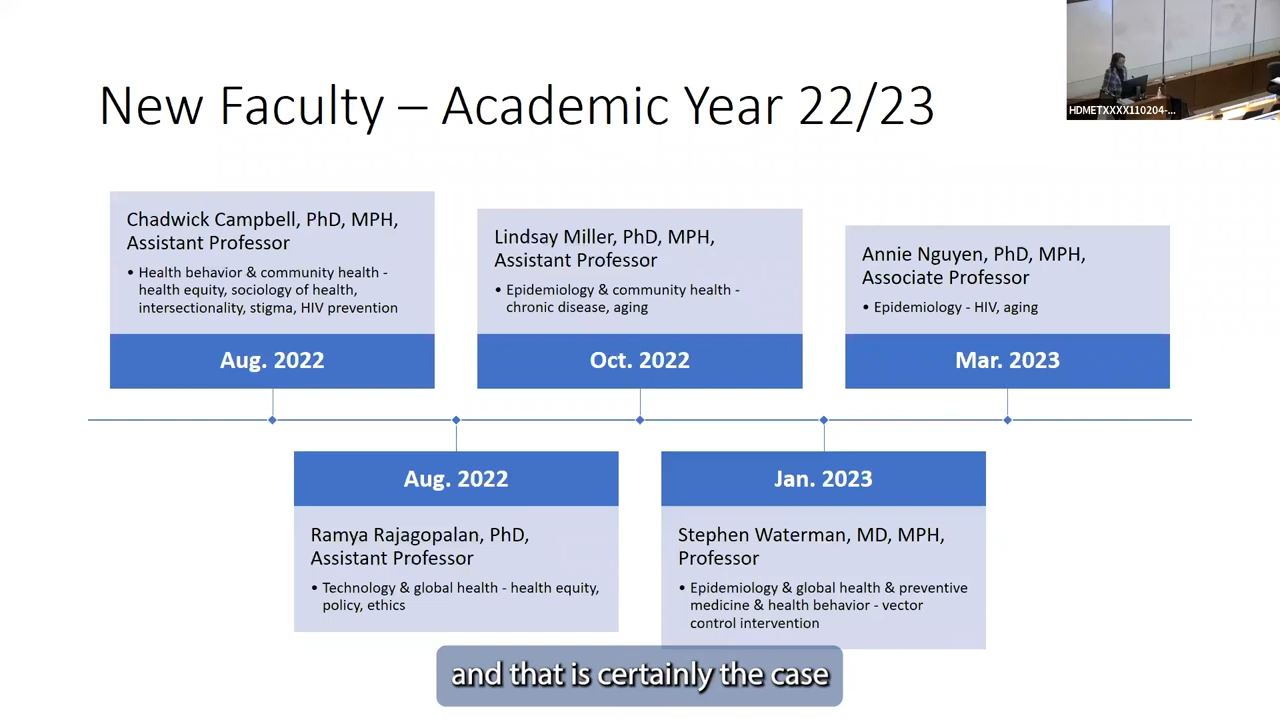 New Faculty – Academic Year 22/23
HDMETXXXX110204-...
Chadwick Campbell, PhD, MPH,
Assistant Professor
• Health behavior & community health -
health equity, sociology of health,
intersectionality, stigma, HIV prevention
Aug. 2022
Lindsay Miller, PhD, MPH,
Assistant Professor
• Epidemiology & community health -
chronic disease, aging
Oct. 2022
Annie Nguyen, PhD, MPH,
Associate Professor
• Epidemiology - HIV, aging
Mar. 2023
Aug. 2022
Ramya Rajagopalan, PhD,
Assistant Professor
• Technology & global health - health equity,
policy, ethics
Jan. 2023
Stephen Waterman, MD, MPH,
Professor
• Epidemiology & global health & preventive
medicine & health behavior - vector
control intervention
and that is certainly the case